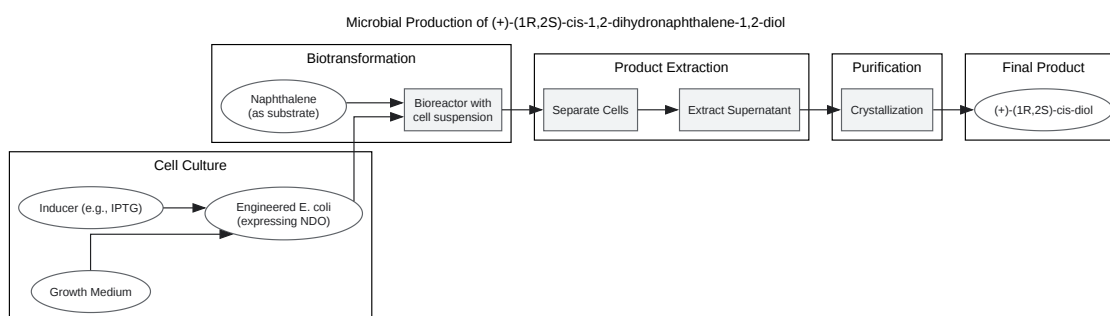 Microbial Production of (+)-(1R,2S)-cis-1,2-dihydronaphthalene-1,2-diol
Biotransformation
Naphthalene
(as substrate)
Bioreactor with
cell suspension
Product Extraction
Separate Cells
Extract Supernatant
Purification
Crystallization
Final Product
(+)-(1R,2S)-cis-diol
Cell Culture
Inducer (e.g., IPTG)
Engineered E. coli
(expressing NDO)
Growth Medium